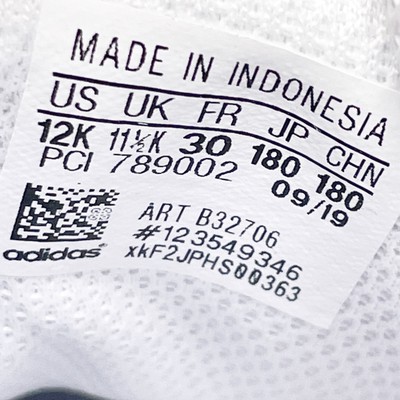 MADE IN INDONESIA
US UK FR JP CHN
12K 11½K 30 180 180
PCI 789002 09/19
ART B32706
#123549346
xkF2JPHS00363
adidas